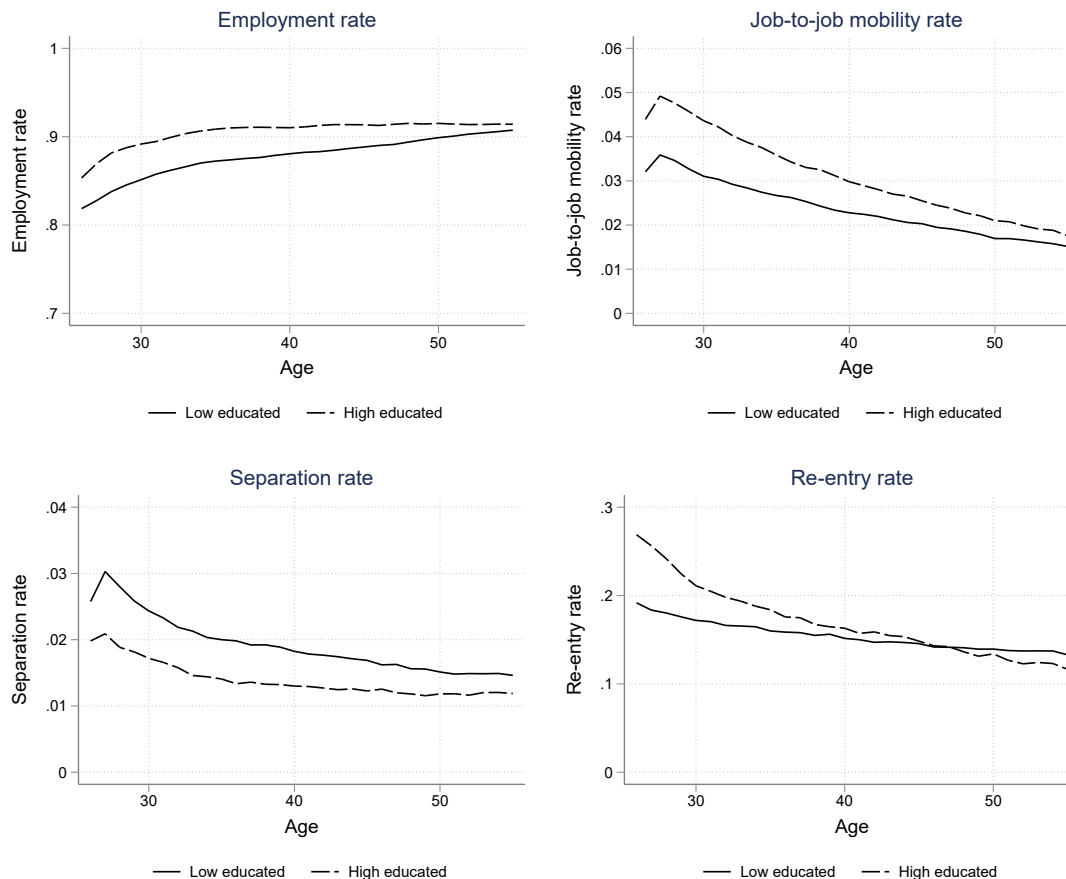 Employment rate
Employment rate
1
.9
.8
.7
30 40 50
Age
Low educated High educated
Job-to-job mobility rate
Job-to-job mobility rate
.06
.05
.04
.03
.02
.01
0
30 40 50
Age
Low educated High educated
Separation rate
Separation rate
.04
.03
.02
.01
0
30 40 50
Age
Low educated High educated
Re-entry rate
Re-entry rate
.3
.2
.1
0
30 40 50
Age
Low educated High educated